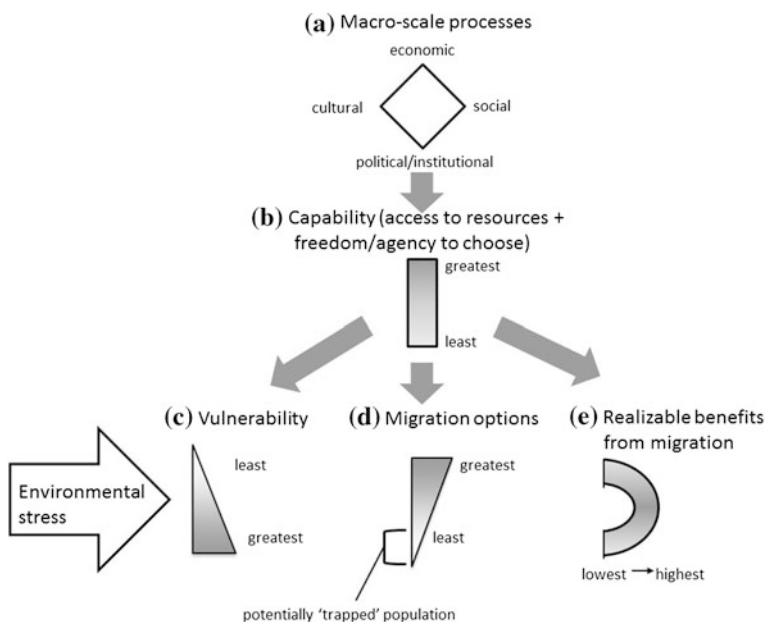 (a) Macro-scale processes
economic
cultural
social
political/institutional
(b) Capability (access to resources +
freedom/agency to choose)
greatest
least
(c) Vulnerability
least
greatest
(d) Migration options
greatest
least
potentially ‘trapped’ population
(e) Realizable benefits
from migration
lowest → highest
Environmental
stress